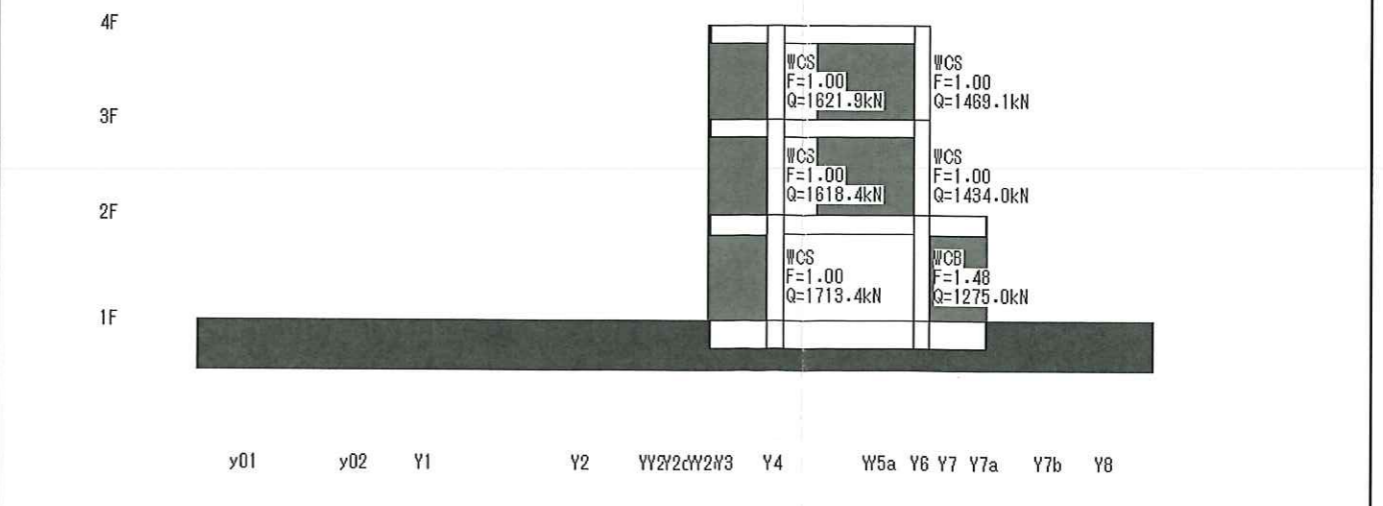 4F
WCS
F=1.00
Q=1621.9kN
WCS
F=1.00
Q=1469.1kN
3F
WCS
F=1.00
Q=1618.4kN
WCS
F=1.00
Q=1434.0kN
2F
WCS
F=1.00
Q=1713.4kN
WCB
F=1.48
Q=1275.0kN
1F
y01 y02 Y1 Y2 Y3 Y4 Y5a Y6 Y7 Y7a Y7b Y8